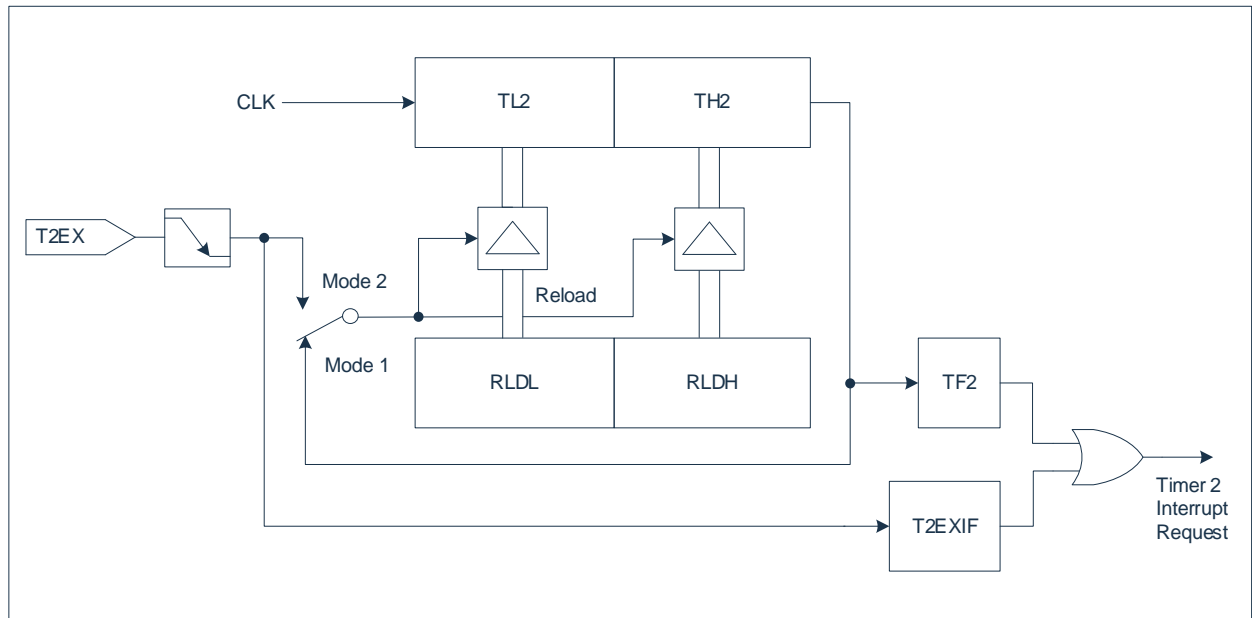 CLK
TL2
TH2
T2EX
Mode 2
Reload
Mode 1
RLDL
RLDH
TF2
T2EXIF
Timer 2
Interrupt
Request